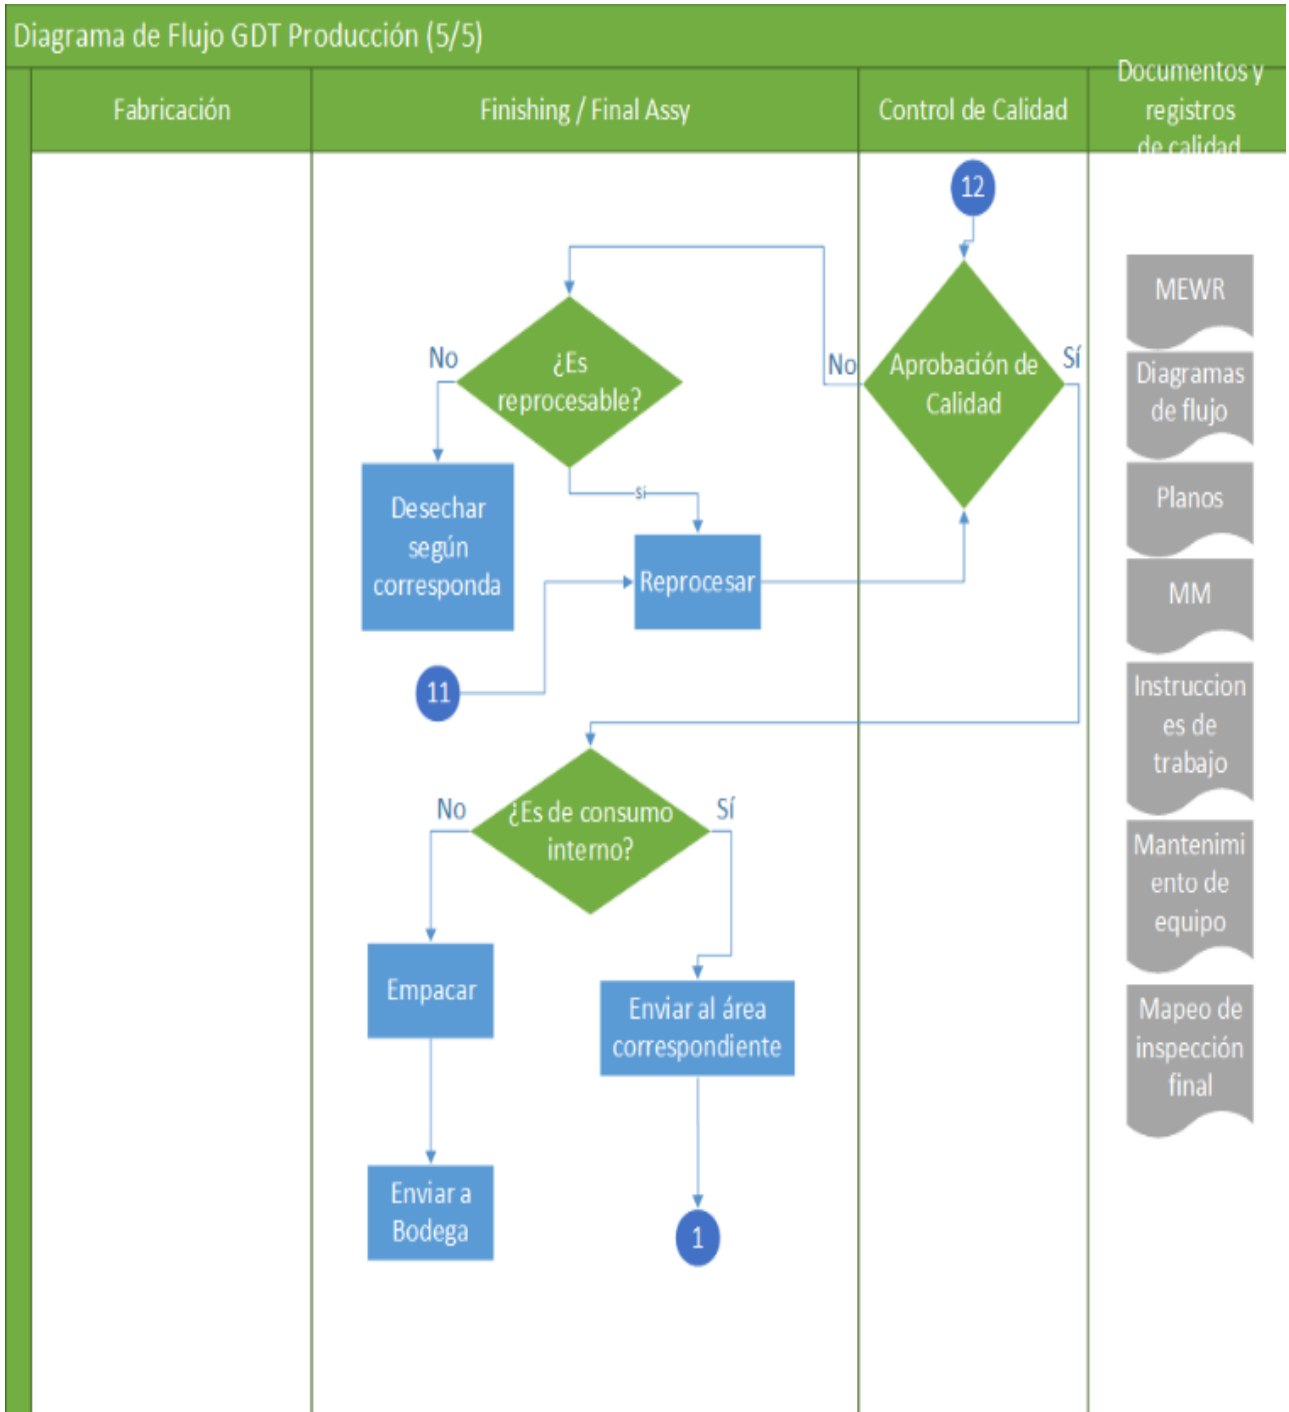 Diagrama de Flujo GDT Producción (5/5)
Fabricación
Finishing / Final Assy
Control de Calidad
Documentos y
registros
de calidad
12
¿Es
reprocesable?
No
Sí
Aprobación de
Calidad
No
Sí
Desechar
según
corresponda
Reprocesar
11
¿Es de consumo
interno?
No
Sí
Empacar
Enviar al área
correspondiente
Enviar a
Bodega
1
MEWR
Diagramas
de flujo
Planos
MM
Instruccion
es de
trabajo
Mantenimi
ento de
equipo
Mapeo de
inspección
final